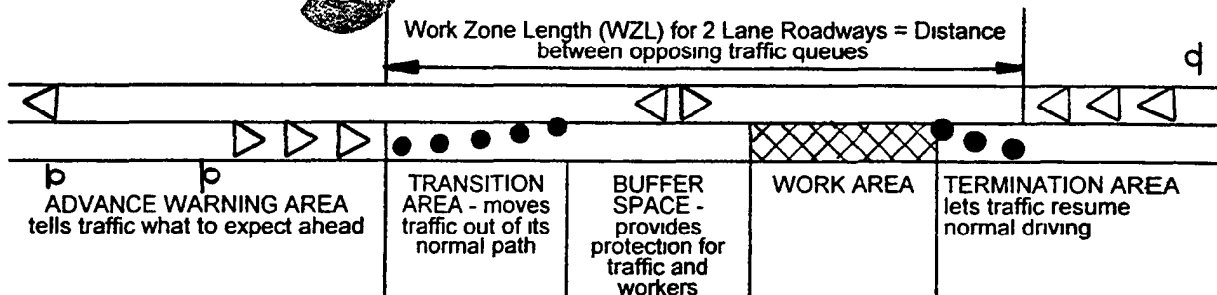 Work Zone Length (WZL) for 2 Lane Roadways = Distance
between opposing traffic queues
ADVANCE WARNING AREA
tells traffic what to expect ahead
TRANSITION
AREA - moves
traffic out of its
normal path
BUFFER
SPACE -
provides
protection for
traffic and
workers
WORK AREA
TERMINATION AREA
lets traffic resume
normal driving